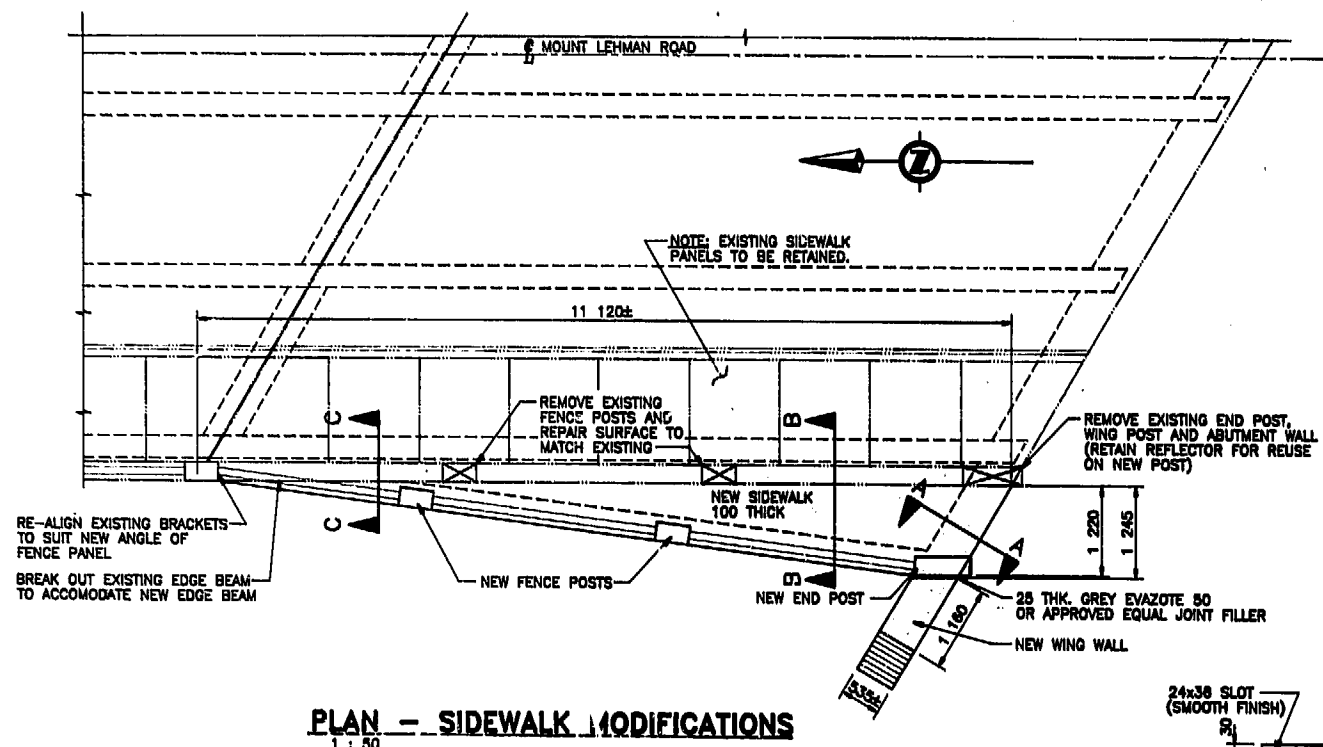 ℄ MOUNT LEHMAN ROAD
Z
NOTE: EXISTING SIDEWALK
PANELS TO BE RETAINED.
11 120±
REMOVE EXISTING
FENCE POSTS AND
REPAIR SURFACE TO
MATCH EXISTING
C
C
B
B
REMOVE EXISTING END POST,
WING POST AND ABUTMENT WALL
(RETAIN REFLECTOR FOR REUSE
ON NEW POST)
NEW SIDEWALK
100 THICK
A
A
1 220
1 245
RE-ALIGN EXISTING BRACKETS
TO SUIT NEW ANGLE OF
FENCE PANEL
BREAK OUT EXISTING EDGE BEAM
TO ACCOMODATE NEW EDGE BEAM
NEW FENCE POSTS
NEW END POST
25 THK. GREY EVAZOTE 50
OR APPROVED EQUAL JOINT FILLER
1 160
NEW WING WALL
535±
24x38 SLOT
(SMOOTH FINISH)
30
PLAN - SIDEWALK MODIFICATIONS
1 : 50